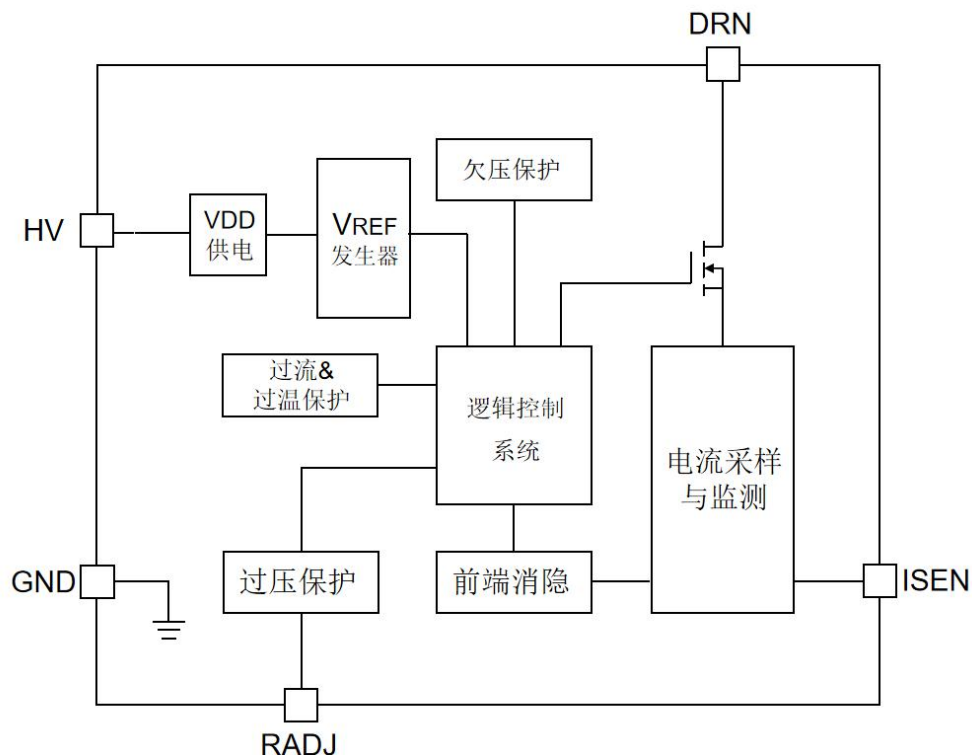 DRN
欠压保护
HV
VDD
供电
VREF
发生器
过流&
过温保护
逻辑控制
系统
电流采样
与监测
GND
过压保护
前端消隐
ISEN
RADJ